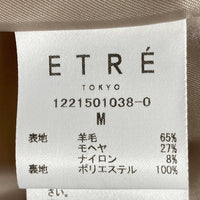 ETRÉ
TOKYO
1221501038-0
M
表地 羊毛 65%
モヘヤ 27%
ナイロン 8%
裏地 ポリエステル 100%
さい。